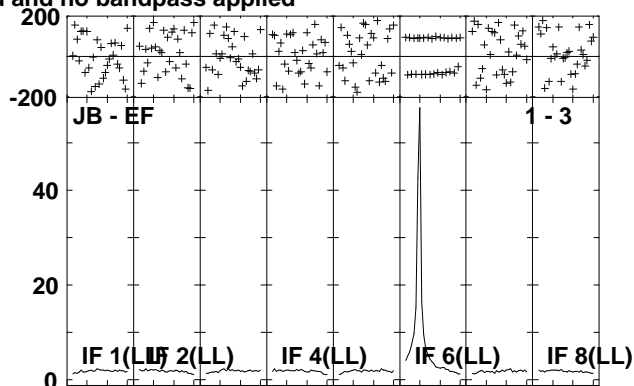 and no bandpass applied
200
-200
JB - EF 1 - 3
40
20
0
IF 1(LL) IF 2(LL) IF 4(LL) IF 6(LL) IF 8(LL)